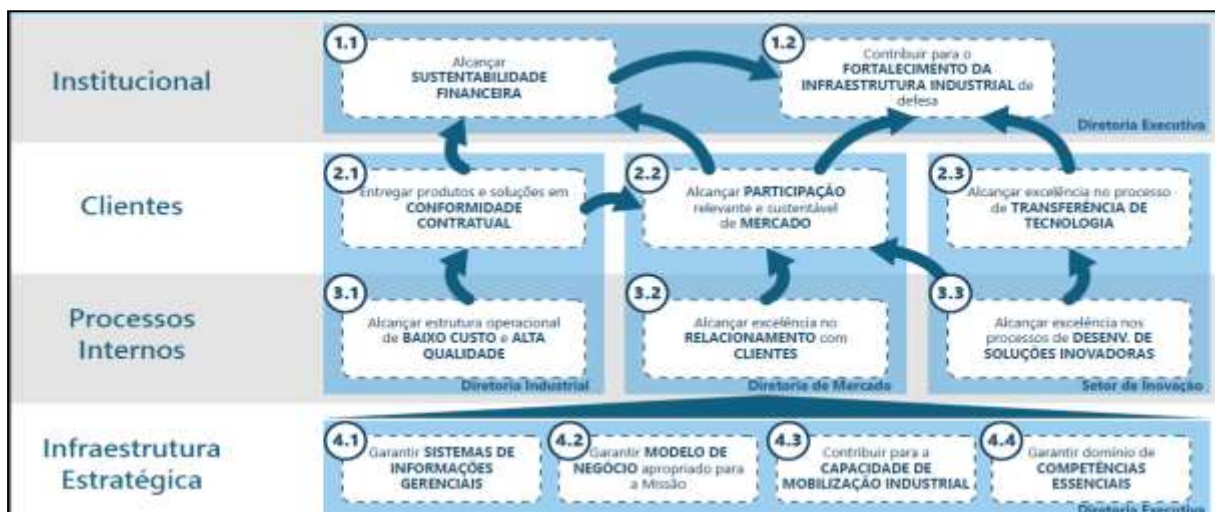 Institucional
1.1
Alcançar
SUSTENTABILIDADE
FINANCEIRA
1.2
Contribuir para o
FORTALECIMENTO DA
INFRAESTRUTURA INDUSTRIAL de
defesa
Diretoria Executiva
Clientes
2.1
Entregar produtos e soluções em
CONFORMIDADE
CONTRATUAL
2.2
Alcançar PARTICIPAÇÃO
relevante e sustentável
de MERCADO
2.3
Alcançar excelência no processo
de TRANSFERÊNCIA DE
TECNOLOGIA
Processos
Internos
3.1
Alcançar estrutura operacional
de BAIXO CUSTO e ALTA
QUALIDADE
Diretoria Industrial
3.2
Alcançar excelência no
RELACIONAMENTO com
CLIENTES
Diretoria de Mercado
3.3
Alcançar excelência nos
processos de DESENV. DE
SOLUÇÕES INOVADORAS
Setor de Inovação
Infraestrutura
Estratégica
4.1
Garantir SISTEMAS DE
INFORMAÇÕES
GERENCIAIS
4.2
Garantir MODELO DE
NEGÓCIO apropriado para
a Missão
4.3
Contribuir para a
CAPACIDADE DE
MOBILIZAÇÃO INDUSTRIAL
4.4
Garantir domínio de
COMPETÊNCIAS
ESSENCIAIS
Diretoria Executiva